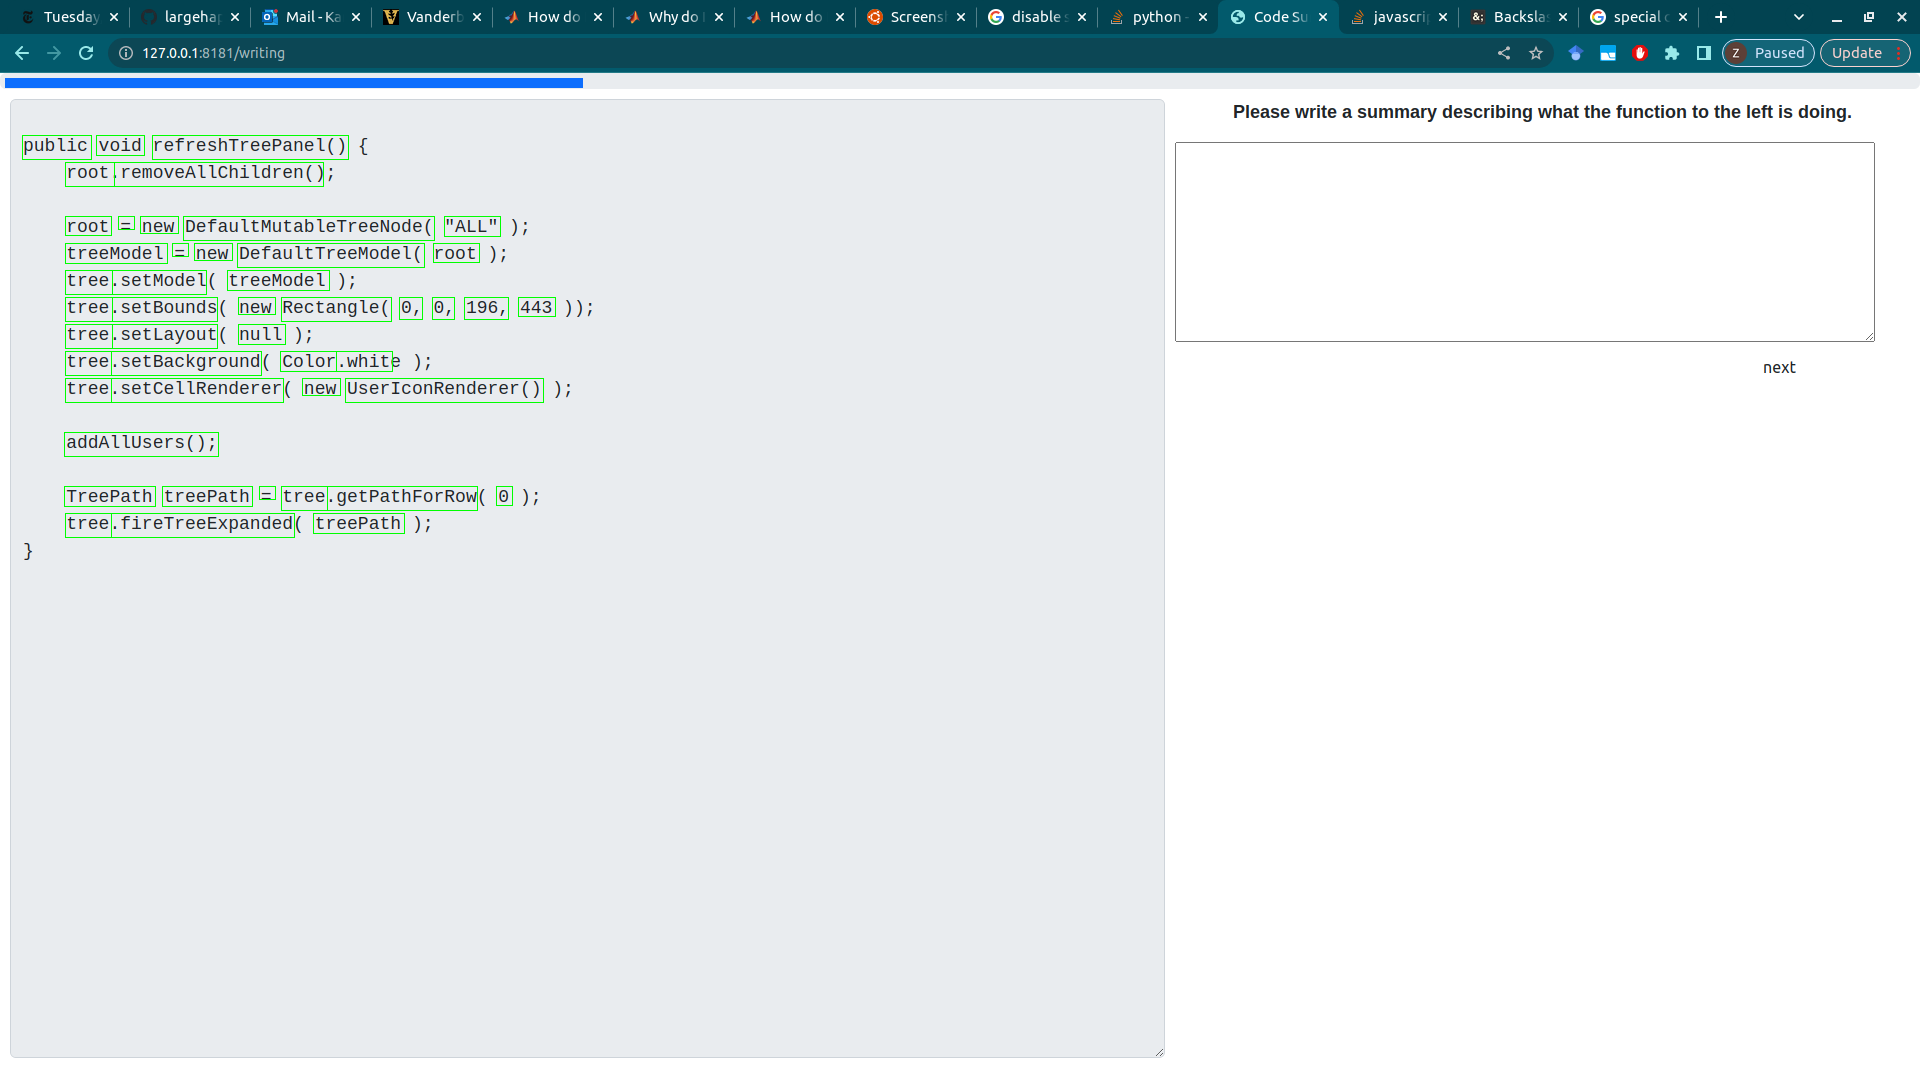 Tuesday
largehap
Mail - Ka
Vanderb
How do
Why do
How do
Screensh
disable s
python -
Code Su
javascrip
Backslas
special c
127.0.0.1:8181/writing
Z Paused
Update
public void refreshTreePanel() {
root.removeAllChildren();
root = new DefaultMutableTreeNode( "ALL" );
treeModel = new DefaultTreeModel( root );
tree.setModel( treeModel );
tree.setBounds( new Rectangle( 0, 0, 196, 443 ));
tree.setLayout( null );
tree.setBackground( Color.white );
tree.setCellRenderer( new UserIconRenderer() );
addAllUsers();
TreePath treePath = tree.getPathForRow( 0 );
tree.fireTreeExpanded( treePath );
}
Please write a summary describing what the function to the left is doing.
next